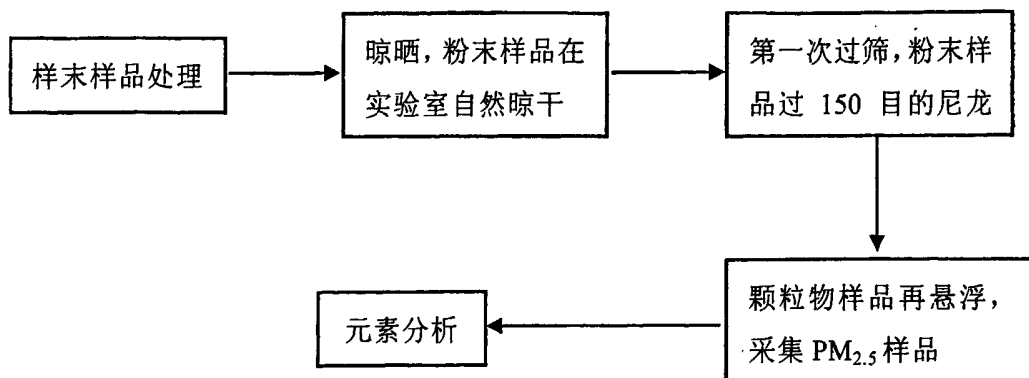 样末样品处理
晾晒，粉末样品在
实验室自然晾干
第一次过筛，粉末样
品过 150 目的尼龙
颗粒物样品再悬浮，
采集 PM2.5 样品
元素分析